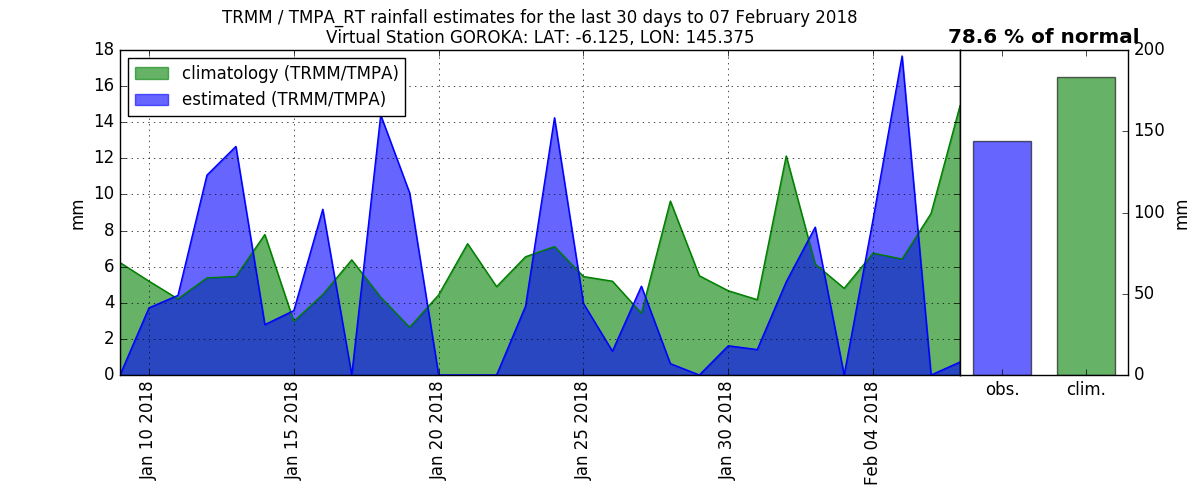 TRMM / TMPA_RT rainfall estimates for the last 30 days to 07 February 2018
Virtual Station GOROKA: LAT: -6.125, LON: 145.375
78.6 % of normal
climatology (TRMM/TMPA)
estimated (TRMM/TMPA)
18
16
14
12
10
8
6
4
2
0
mm
Jan 10 2018
Jan 15 2018
Jan 20 2018
Jan 25 2018
Jan 30 2018
Feb 04 2018
obs.
clim.
200
150
100
50
0
mm